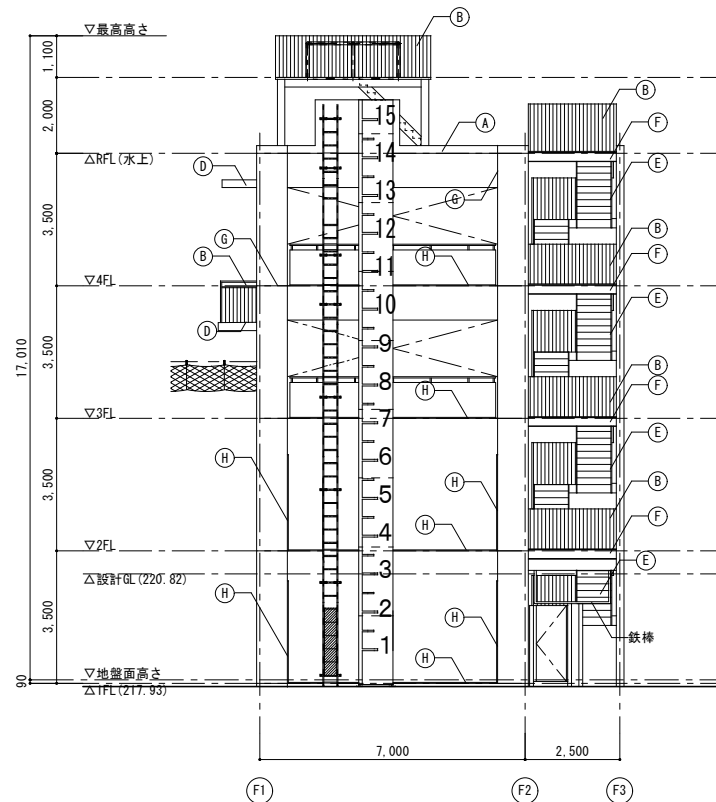 ▽最高高さ
B
1,100
2,000
15
B
A
F
△RFL(水上)
14
E
D
13
G
3,500
12
G
B
H
11
F
B
▽4FL
10
E
D
17,010
3,500
9
8
B
H
▽3FL
7
F
E
H
6
H
3,500
5
B
4
H
F
▽2FL
3
E
△設計GL(220.82)
H
2
H
鉄棒
3,500
1
H
▽地盤面高さ
90
△1FL(217.93)
7,000
2,500
F1
F2
F3